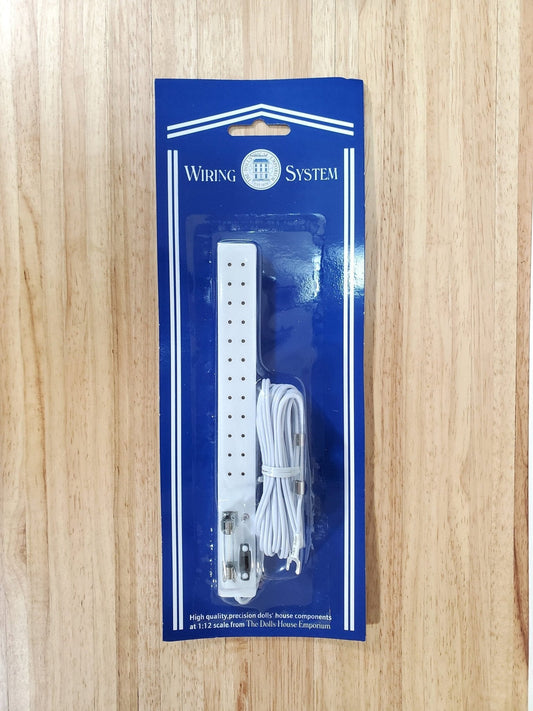 WIRING SYSTEM
High quality,precision dolls' house components
at 1:12 scale from The Dolls House Emporium